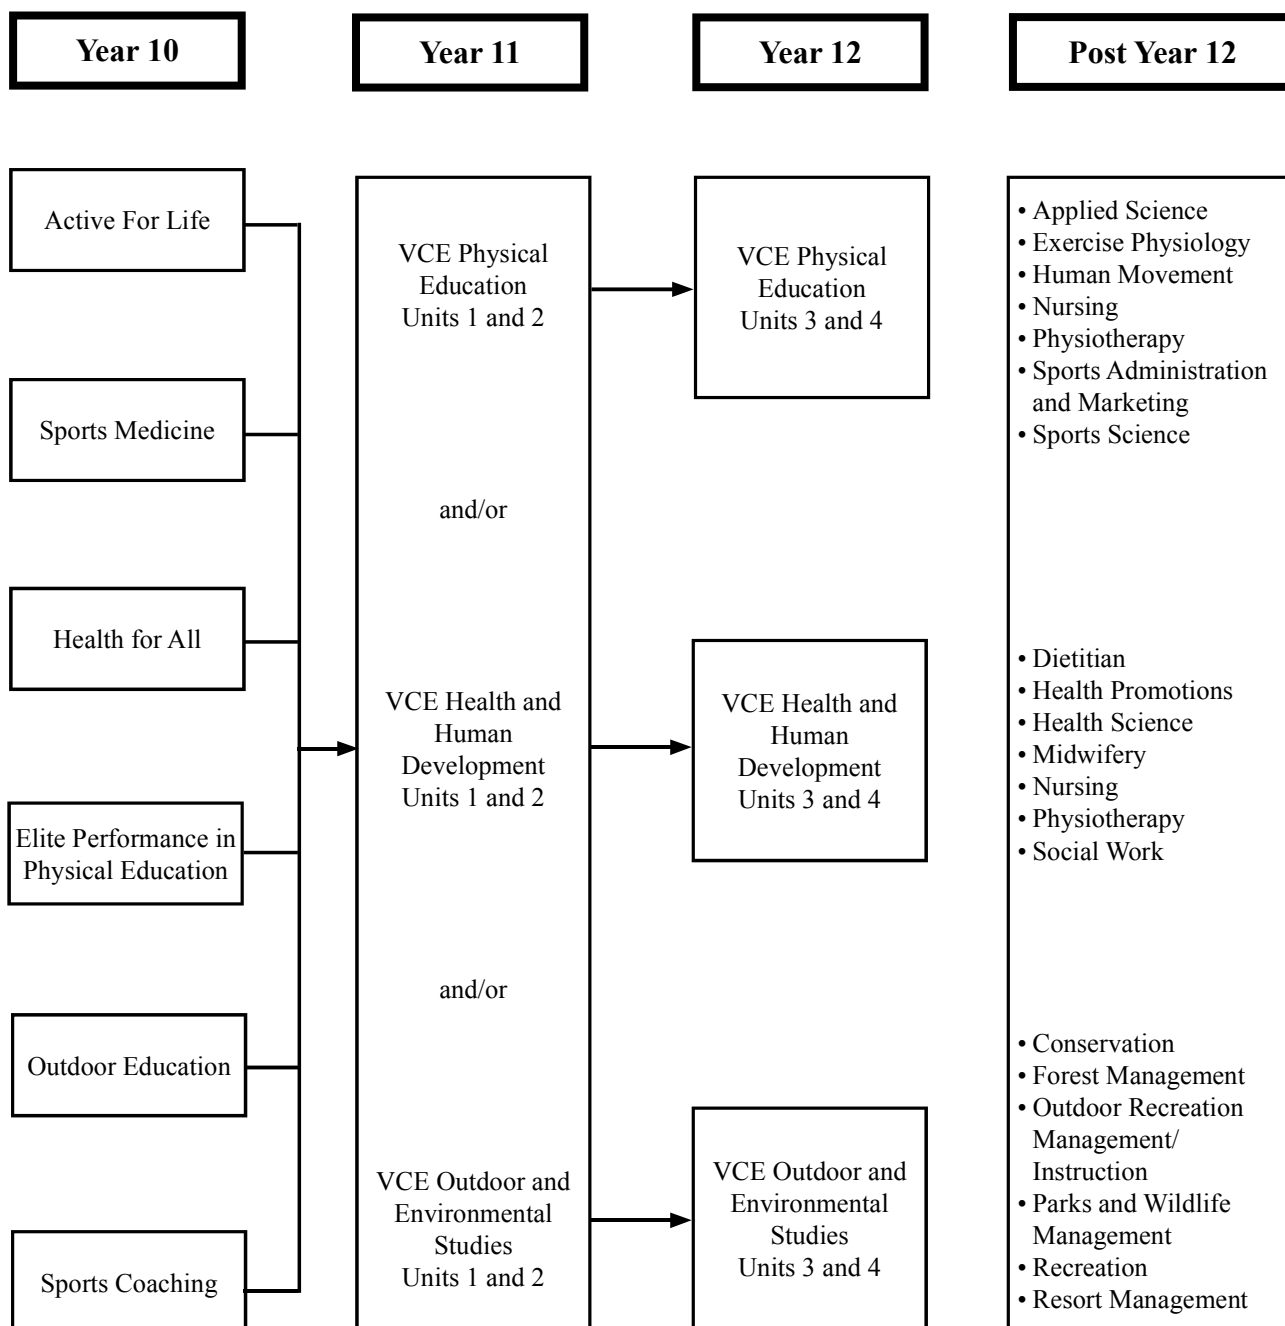 Year 10
Year 11
Year 12
Post Year 12
Active For Life
Sports Medicine
Health for All
Elite Performance in
Physical Education
Outdoor Education
Sports Coaching
VCE Physical
Education
Units 1 and 2
and/or
VCE Health and
Human
Development
Units 1 and 2
and/or
VCE Outdoor and
Environmental
Studies
Units 1 and 2
VCE Physical
Education
Units 3 and 4
VCE Health and
Human
Development
Units 3 and 4
VCE Outdoor and
Environmental
Studies
Units 3 and 4
• Applied Science
• Exercise Physiology
• Human Movement
• Nursing
• Physiotherapy
• Sports Administration
and Marketing
• Sports Science
• Dietitian
• Health Promotions
• Health Science
• Midwifery
• Nursing
• Physiotherapy
• Social Work
• Conservation
• Forest Management
• Outdoor Recreation
Management/
Instruction
• Parks and Wildlife
Management
• Recreation
• Resort Management